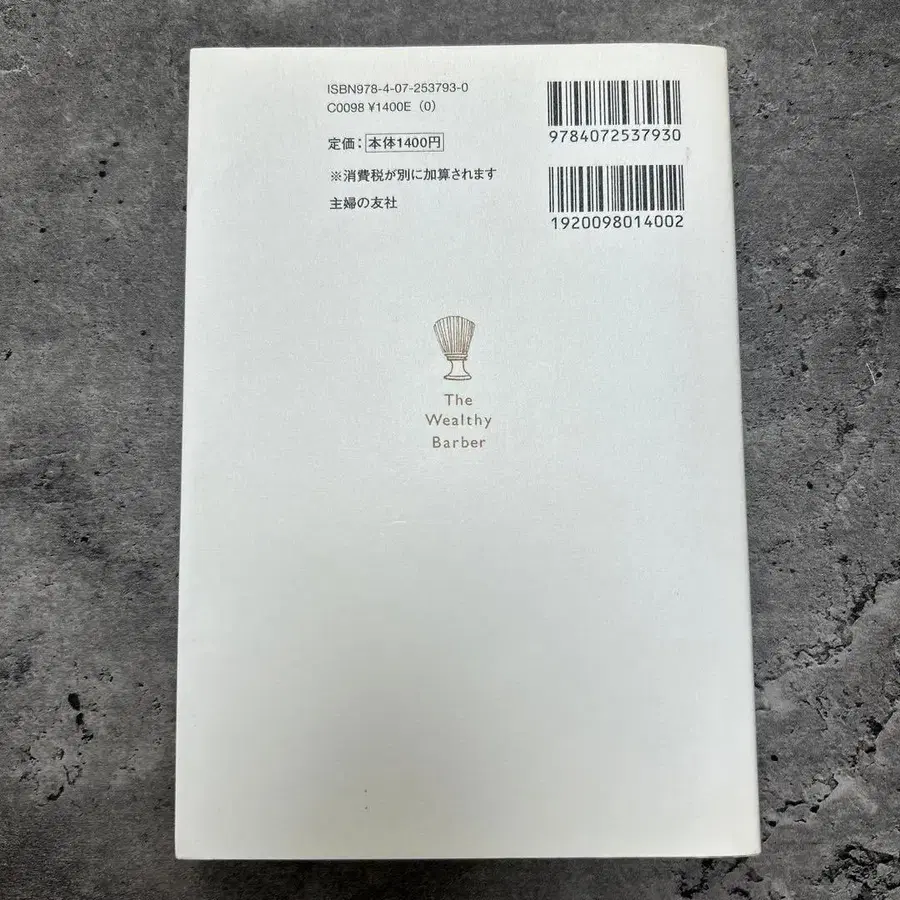 ISBN978-4-07-253793-0
C0098 ¥1400E (0)
定価：本体1400円
※消費税が別に加算されます
主婦の友社
9784072537930
1920098014002
The
Wealthy
Barber